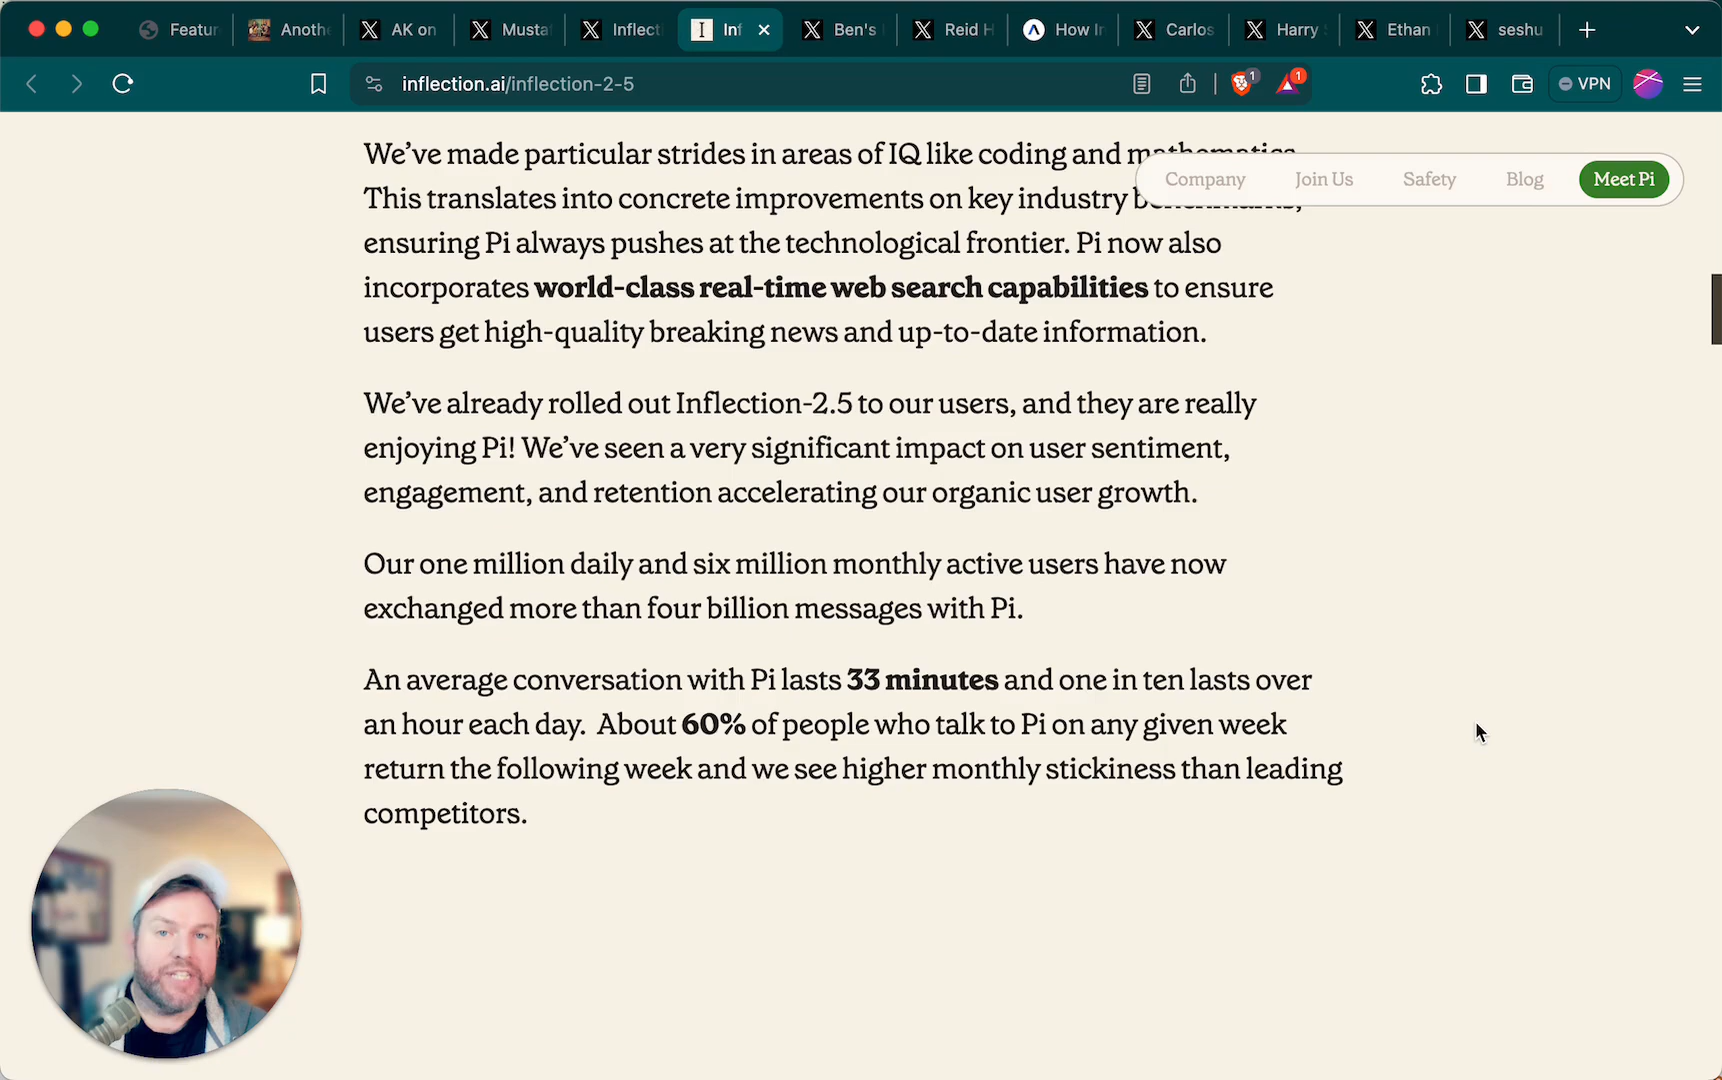 Featur
Anothe
AK on
Mustaf
Inflecti
Inf
Ben's
Reid H
How In
Carlos
Harry
Ethan
seshu
inflection.ai/inflection-2-5
1
1
VPN
Company
Join Us
Safety
Blog
Meet Pi
We've made particular strides in areas of IQ like coding and mathematics.
This translates into concrete improvements on key industry benchmarks,
ensuring Pi always pushes at the technological frontier. Pi now also
incorporates world-class real-time web search capabilities to ensure
users get high-quality breaking news and up-to-date information.
We've already rolled out Inflection-2.5 to our users, and they are really
enjoying Pi! We've seen a very significant impact on user sentiment,
engagement, and retention accelerating our organic user growth.
Our one million daily and six million monthly active users have now
exchanged more than four billion messages with Pi.
An average conversation with Pi lasts 33 minutes and one in ten lasts over
an hour each day. About 60% of people who talk to Pi on any given week
return the following week and we see higher monthly stickiness than leading
competitors.